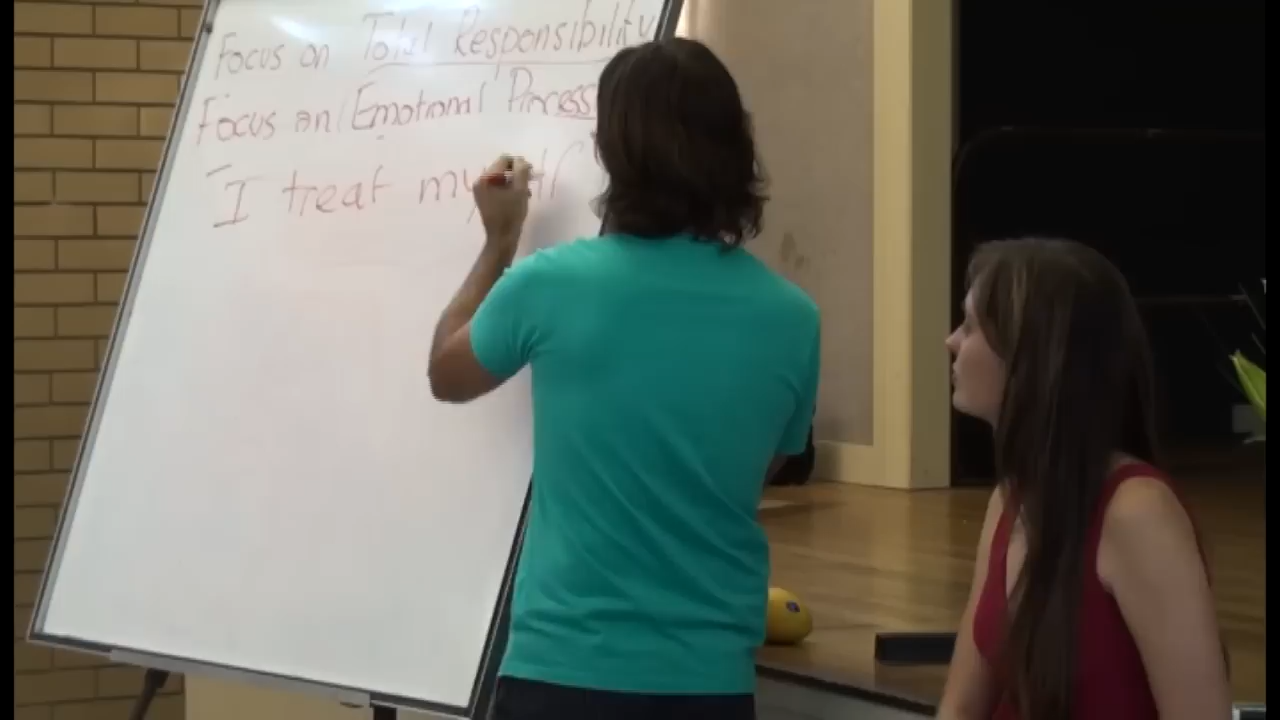 Focus on Total Responsibility
Focus on Emotional Process
I treat my